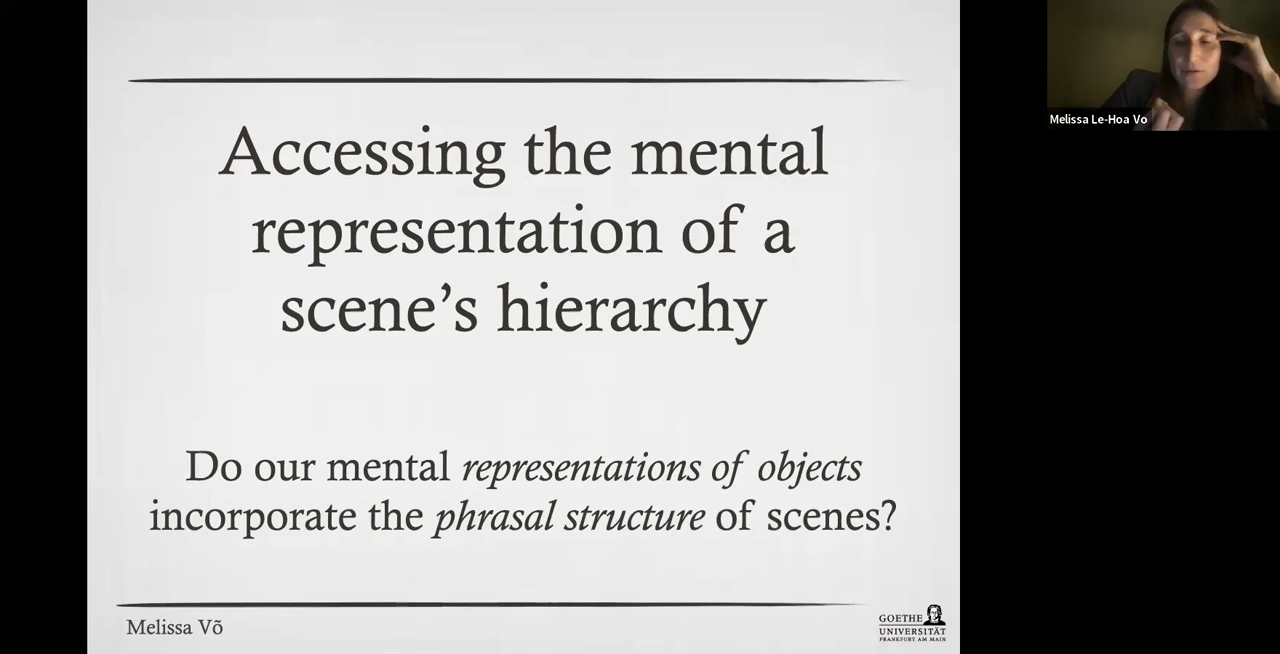 Accessing the mental
representation of a
scene’s hierarchy
Do our mental representations of objects
incorporate the phrasal structure of scenes?
Melissa Võ
GOETHE
UNIVERSITÄT
FRANKFURT AM MAIN
Melissa Le-Hoa Vo